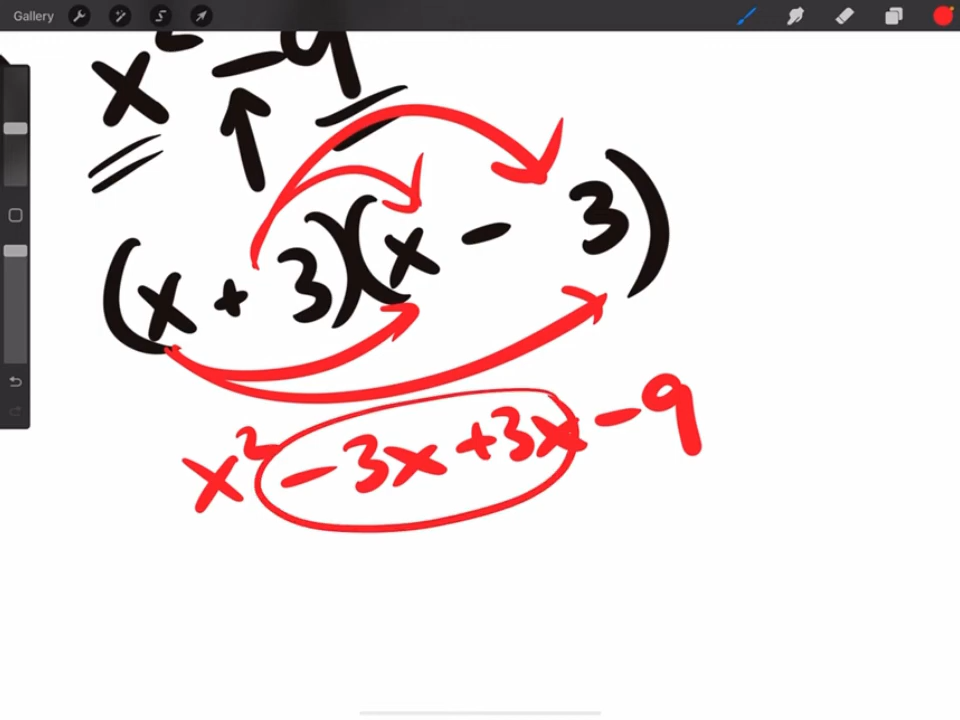 Gallery
x² - 9
(x + 3)(x - 3)
x² - 3x + 3x - 9